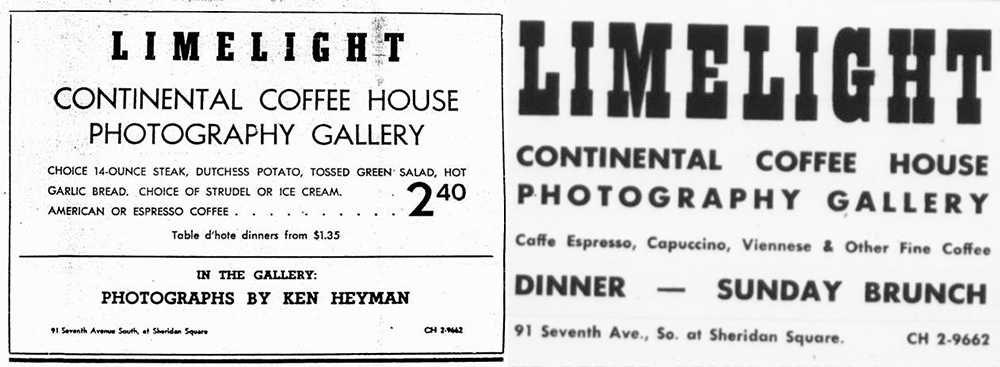 LIMELIGHT
CONTINENTAL COFFEE HOUSE
PHOTOGRAPHY GALLERY
CHOICE 14-OUNCE STEAK, DUTCHESS POTATO, TOSSED GREEN SALAD, HOT
GARLIC BREAD. CHOICE OF STRUDEL OR ICE CREAM.
AMERICAN OR ESPRESSO COFFEE . . . . . . . . . . 2 40
Table d'hote dinners from $1.35
IN THE GALLERY:
PHOTOGRAPHS BY KEN HEYMAN
91 Seventh Avenue South, at Sheridan Square CH 2-9662
LIMELIGHT
CONTINENTAL COFFEE HOUSE
PHOTOGRAPHY GALLERY
Caffe Espresso, Capuccino, Viennese & Other Fine Coffee
DINNER — SUNDAY BRUNCH
91 Seventh Ave., So. at Sheridan Square. CH 2-9662